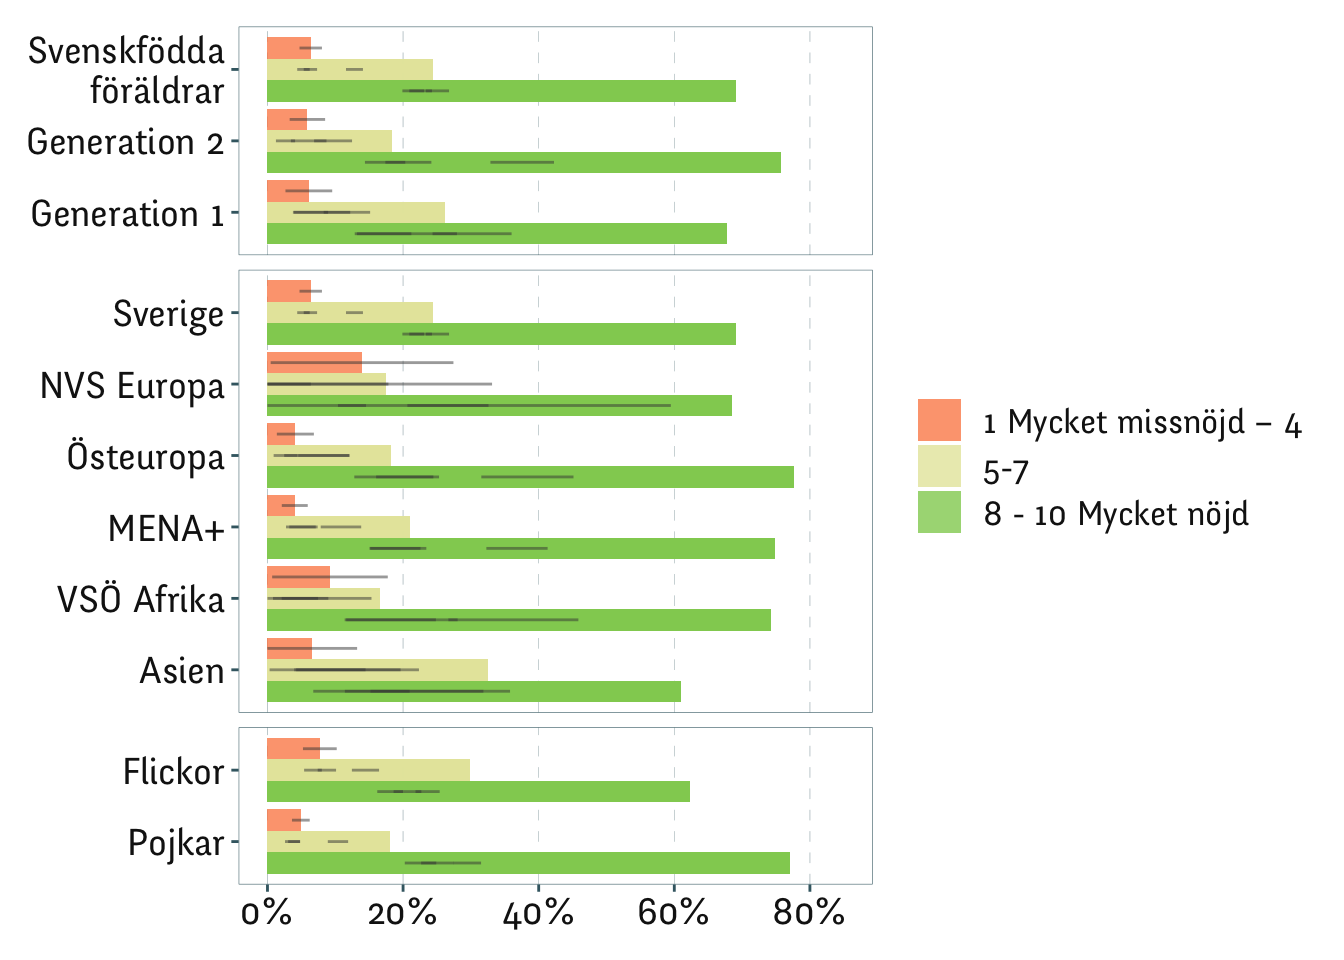 Svenskfödda
föräldrar
Generation 2
Generation 1
Sverige
NVS Europa
Östeuropa
MENA+
VSÖ Afrika
Asien
Flickor
Pojkar
0% 20% 40% 60% 80%
1 Mycket missnöjd – 4
5-7
8 - 10 Mycket nöjd